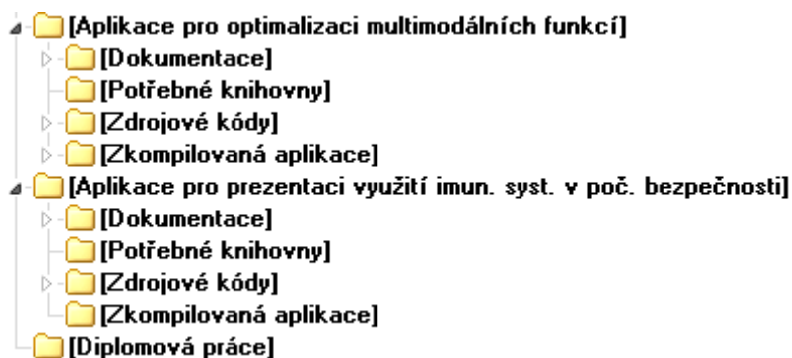 [Aplikace pro optimalizaci multimodálních funkcí]
[Dokumentace]
[Potřebné knihovny]
[Zdrojové kódy]
[Zkompilovaná aplikace]
[Aplikace pro prezentaci využití imun. syst. v poč. bezpečnosti]
[Dokumentace]
[Potřebné knihovny]
[Zdrojové kódy]
[Zkompilovaná aplikace]
[Diplomová práce]